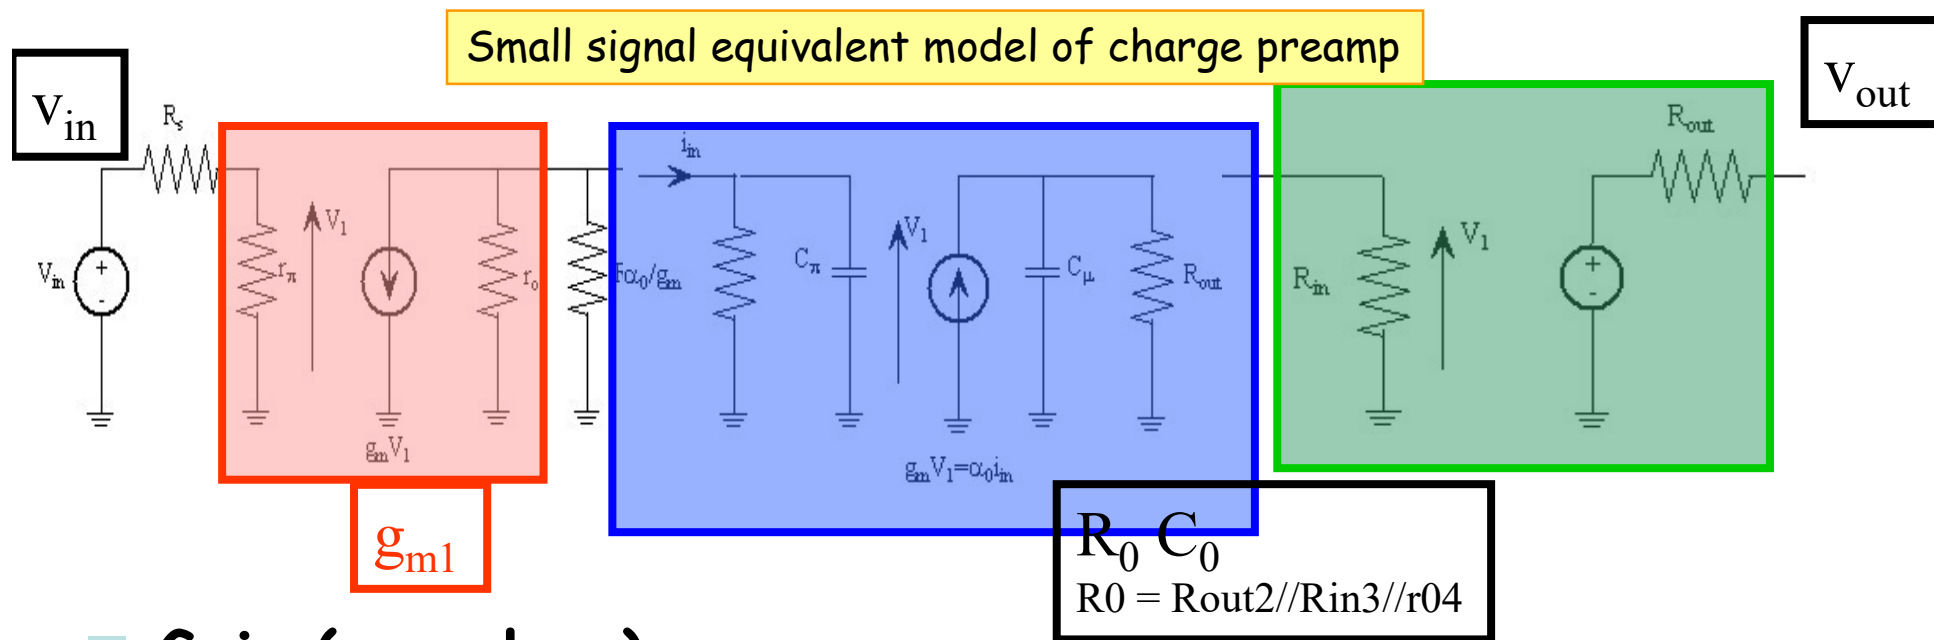 Small signal equivalent model of charge preamp
vin
vout
Rs
Rout
iin
V1
V1
V1
Vin
+
-
rπ
ro
α0/gm
Cπ
Cμ
Rout
Rin
+
-
gmV1
gmV1=α0iin
gm1
R0 C0
R0 = Rout2//Rin3//r04